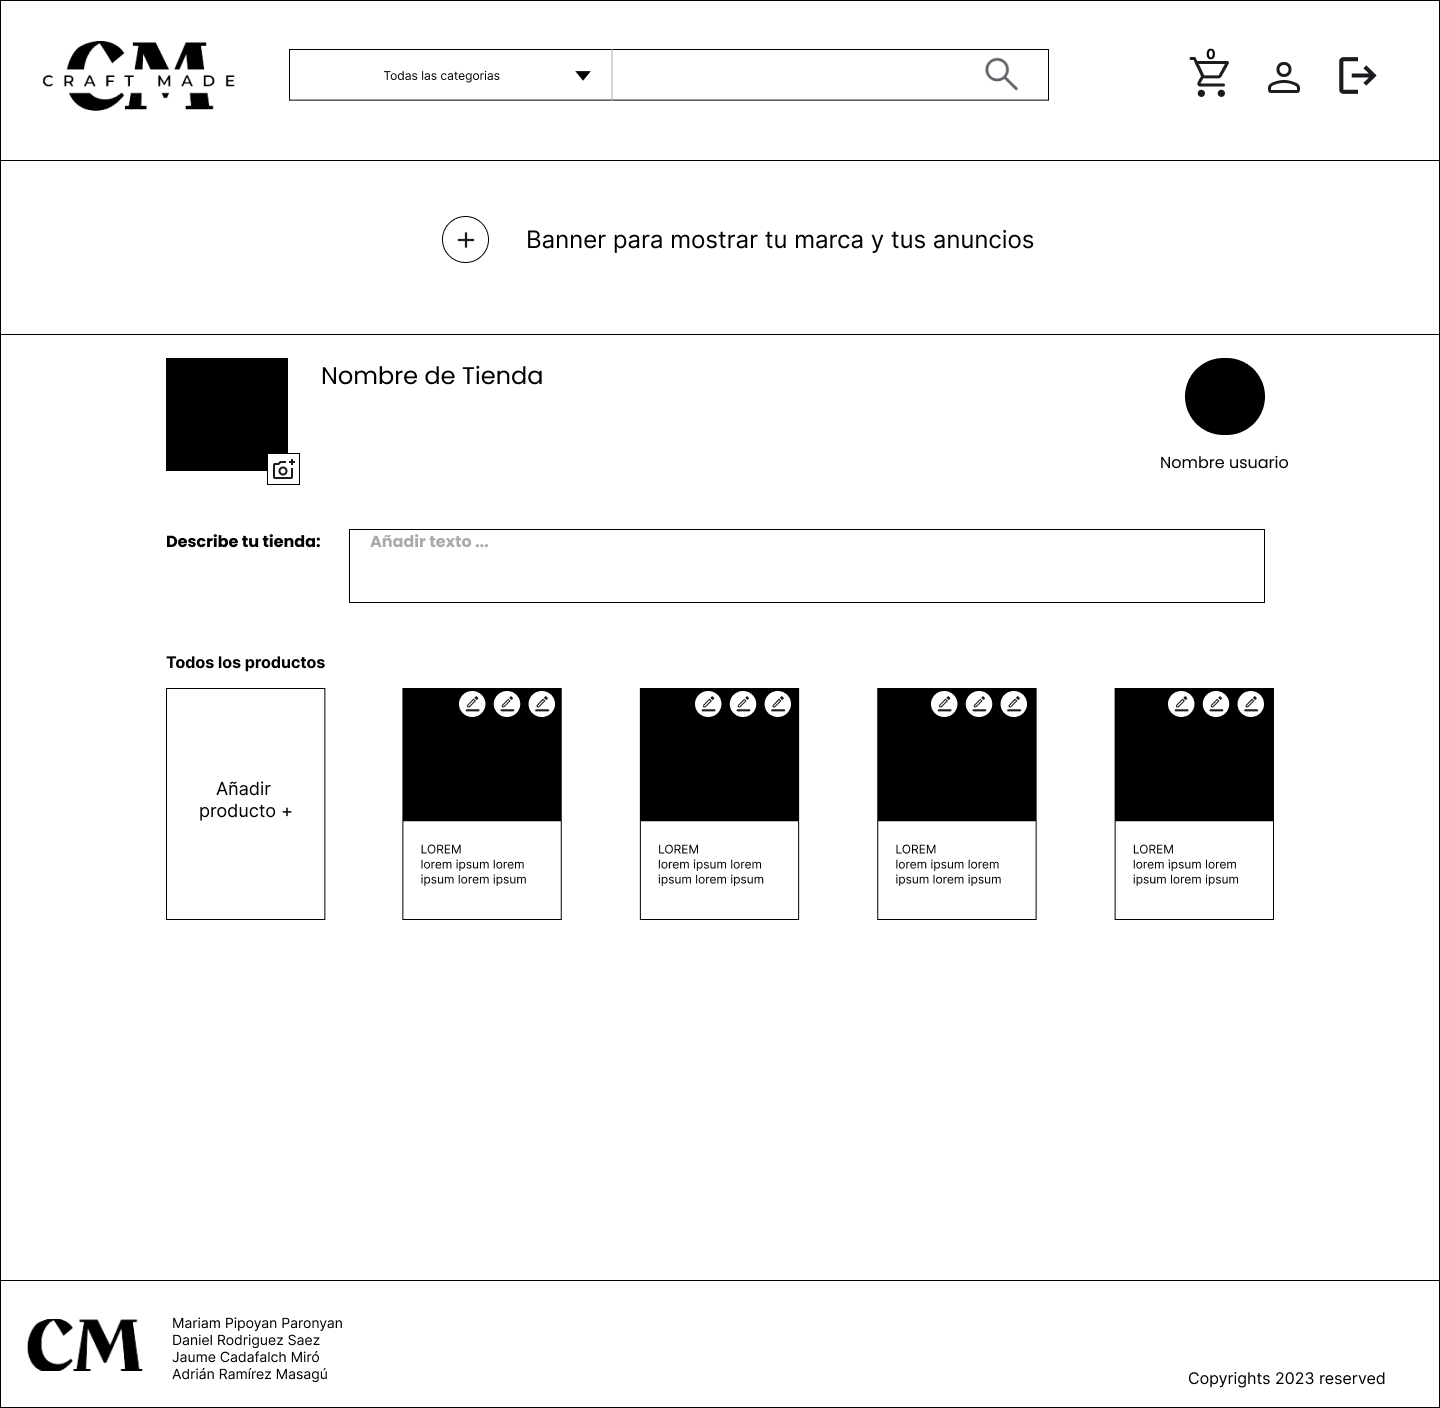 CM
CRAFT MADE
Todas las categorias
0
Banner para mostrar tu marca y tus anuncios
Nombre de Tienda
Nombre usuario
Describe tu tienda:
Añadir texto ...
Todos los productos
Añadir
producto +
LOREM
lorem ipsum lorem
ipsum lorem ipsum
LOREM
lorem ipsum lorem
ipsum lorem ipsum
LOREM
lorem ipsum lorem
ipsum lorem ipsum
LOREM
lorem ipsum lorem
ipsum lorem ipsum
CM
Mariam Pipoyan Paronyan
Daniel Rodriguez Saez
Jaume Cadafalch Miró
Adrián Ramírez Masagú
Copyrights 2023 reserved